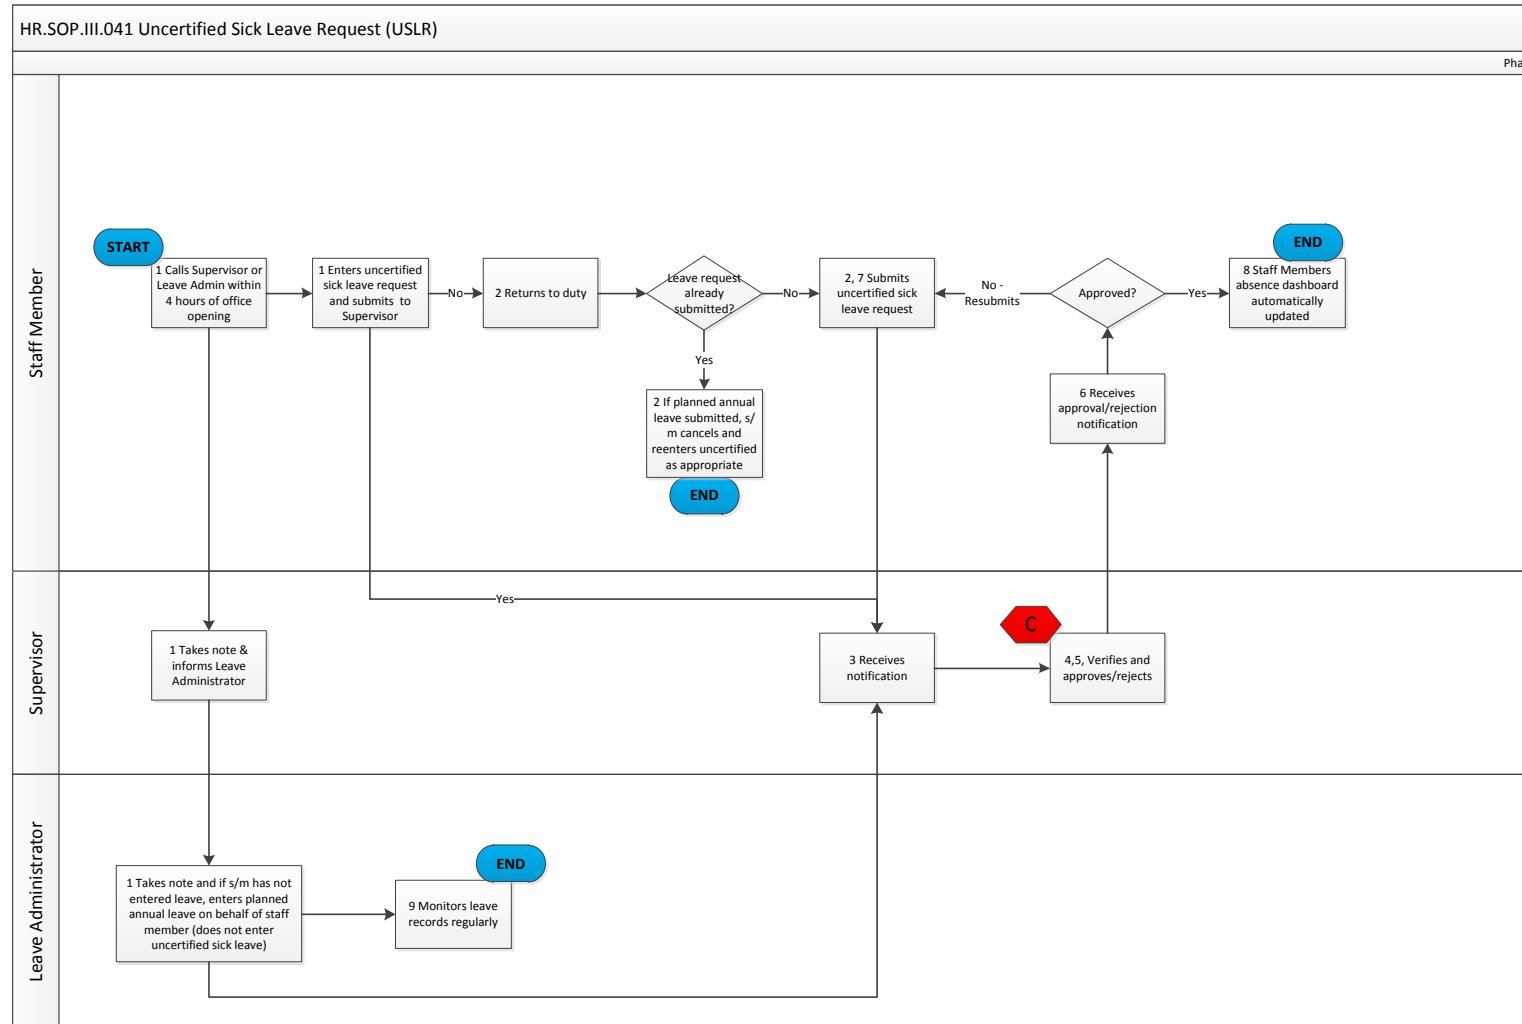 HR.SOP.III.041 Uncertified Sick Leave Request (USLR)
Pha
Staff Member
START
1 Calls Supervisor or
Leave Admin within
4 hours of office
opening
1 Enters uncertified
sick leave request
and submits to
Supervisor
No
2 Returns to duty
Leave request
already
submitted?
No
Yes
2 If planned annual
leave submitted, s/
m cancels and
reenters uncertified
as appropriate
END
2, 7 Submits
uncertified sick
leave request
No -
Resubmits
Approved?
Yes
END
8 Staff Members
absence dashboard
automatically
updated
6 Receives
approval/rejection
notification
Supervisor
Yes
1 Takes note &
informs Leave
Administrator
3 Receives
notification
C
4,5, Verifies and
approves/rejects
Leave Administrator
1 Takes note and if s/m has not
entered leave, enters planned
annual leave on behalf of staff
member (does not enter
uncertified sick leave)
END
9 Monitors leave
records regularly